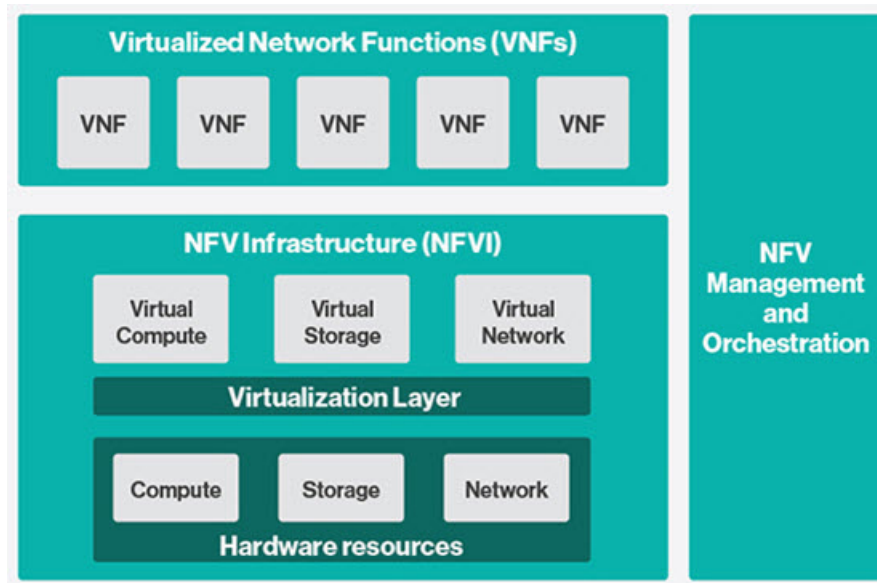 Virtualized Network Functions (VNFs)
VNF
VNF
VNF
VNF
VNF
NFV Infrastructure (NFVI)
Virtual
Compute
Virtual
Storage
Virtual
Network
Virtualization Layer
Compute
Storage
Network
Hardware resources
NFV
Management
and
Orchestration